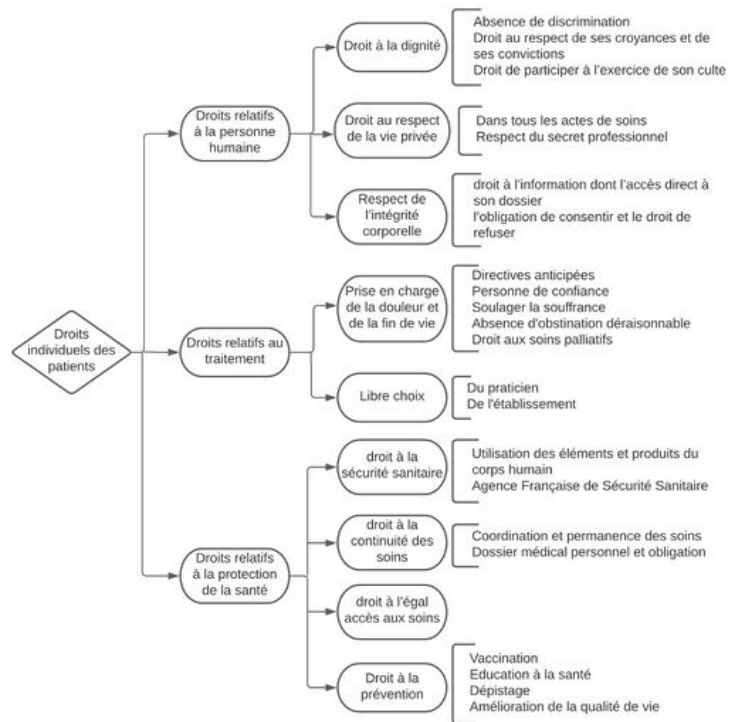 Droits
individuels des
patients
Droits relatifs
à la personne
humaine
Droit à la dignité
Absence de discrimination
Droit au respect de ses croyances et de
ses convictions
Droit de participer à l'exercice de son culte
Droit au respect
de la vie privée
Dans tous les actes de soins
Respect du secret professionnel
Respect de
l'intégrité
corporelle
droit à l'information dont l'accès direct à
son dossier
l'obligation de consentir et le droit de
refuser
Droits relatifs au
traitement
Prise en charge
de la douleur et
de la fin de vie
Directives anticipées
Personne de confiance
Soulager la souffrance
Absence d'obstination déraisonnable
Droit aux soins palliatifs
Libre choix
Du praticien
De l'établissement
Droits relatifs
à la protection
de la santé
droit à la
sécurité sanitaire
Utilisation des éléments et produits du
corps humain
Agence Française de Sécurité Sanitaire
droit à la
continuité des
soins
Coordination et permanence des soins
Dossier médical personnel et obligation
droit à l'égal
accès aux soins
Droit à la
prévention
Vaccination
Education à la santé
Dépistage
Amélioration de la qualité de vie